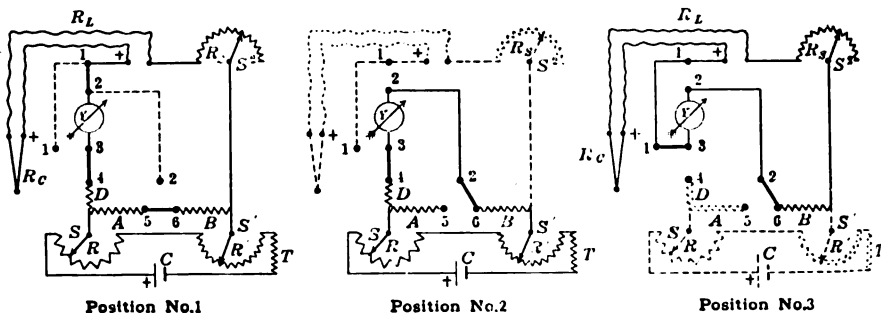 R_L
R_s
S"
1
+
2
Y
+
+
1
3
2
R_C
4
D
A
5
6
B
S
R
S'
R'
C
T
+
Position No.1
R_s
S"
1
+
2
Y
+
+
1
3
2
4
D
A
5
6
B
S
R
S'
R'
C
T
+
Position No.2
R_L
R_s
S"
1
+
2
Y
+
+
1
3
2
R_C
4
D
A
5
6
B
S
R
S'
R'
C
T
+
Position No.3